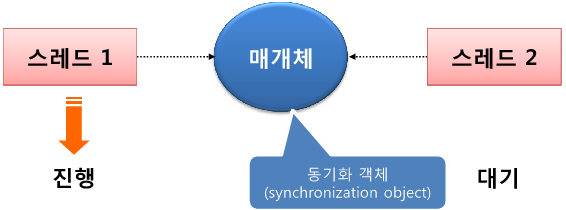 스레드 1
매개체
스레드 2
진행
동기화 객체
(synchronization object)
대기